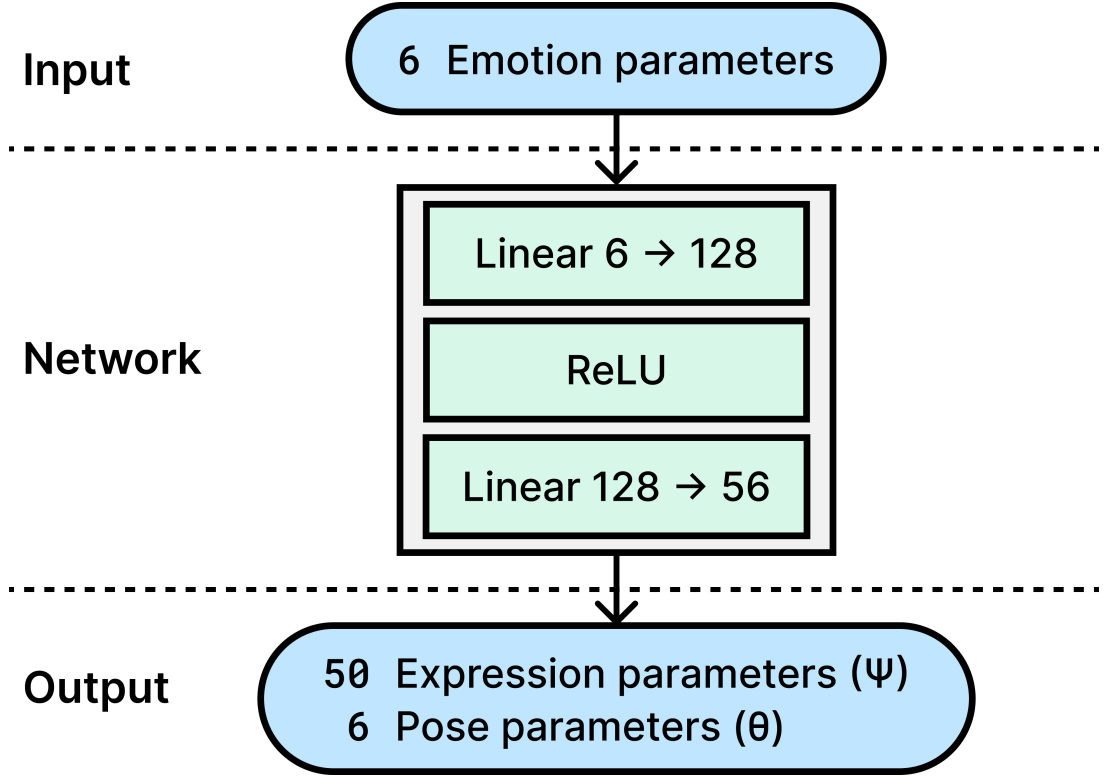 Input
6 Emotion parameters
Network
Linear 6 → 128
ReLU
Linear 128 → 56
Output
50 Expression parameters (Ψ)
6 Pose parameters (θ)